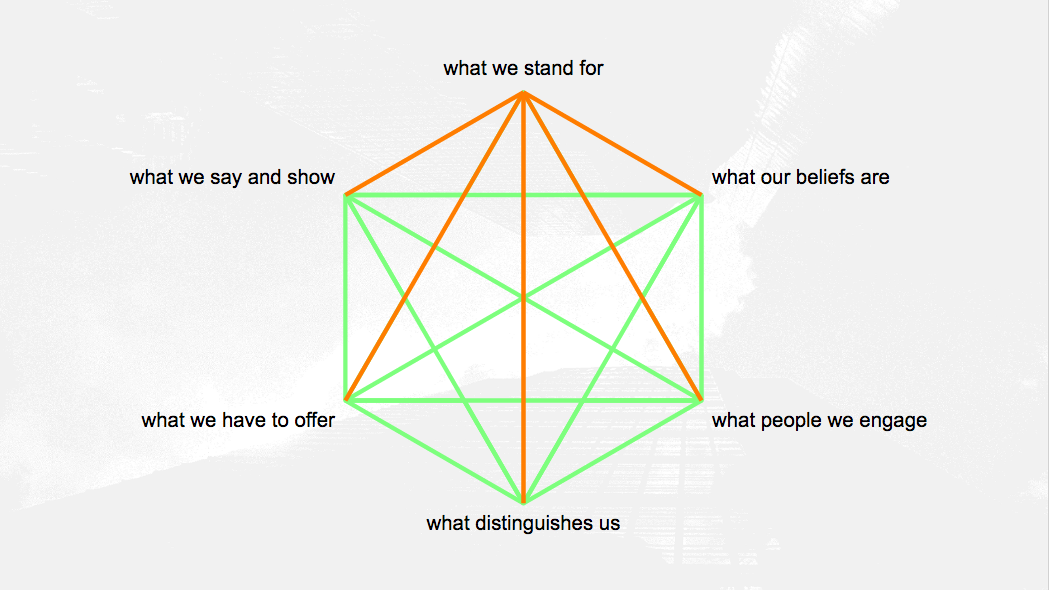 what we stand for
what we say and show
what our beliefs are
what we have to offer
what people we engage
what distinguishes us